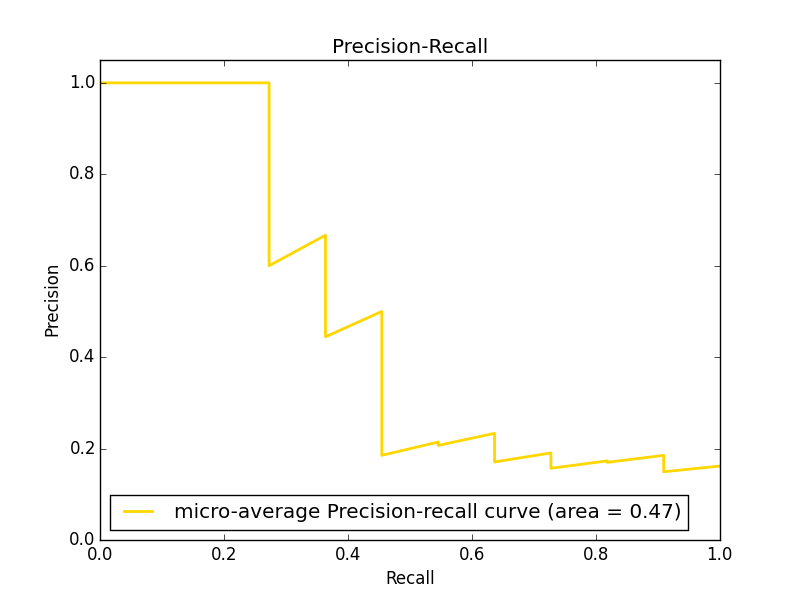 Precision-Recall
1.0
0.8
0.6
0.4
0.2
0.0
Precision
micro-average Precision-recall curve (area = 0.47)
0.0 0.2 0.4 0.6 0.8 1.0
Recall